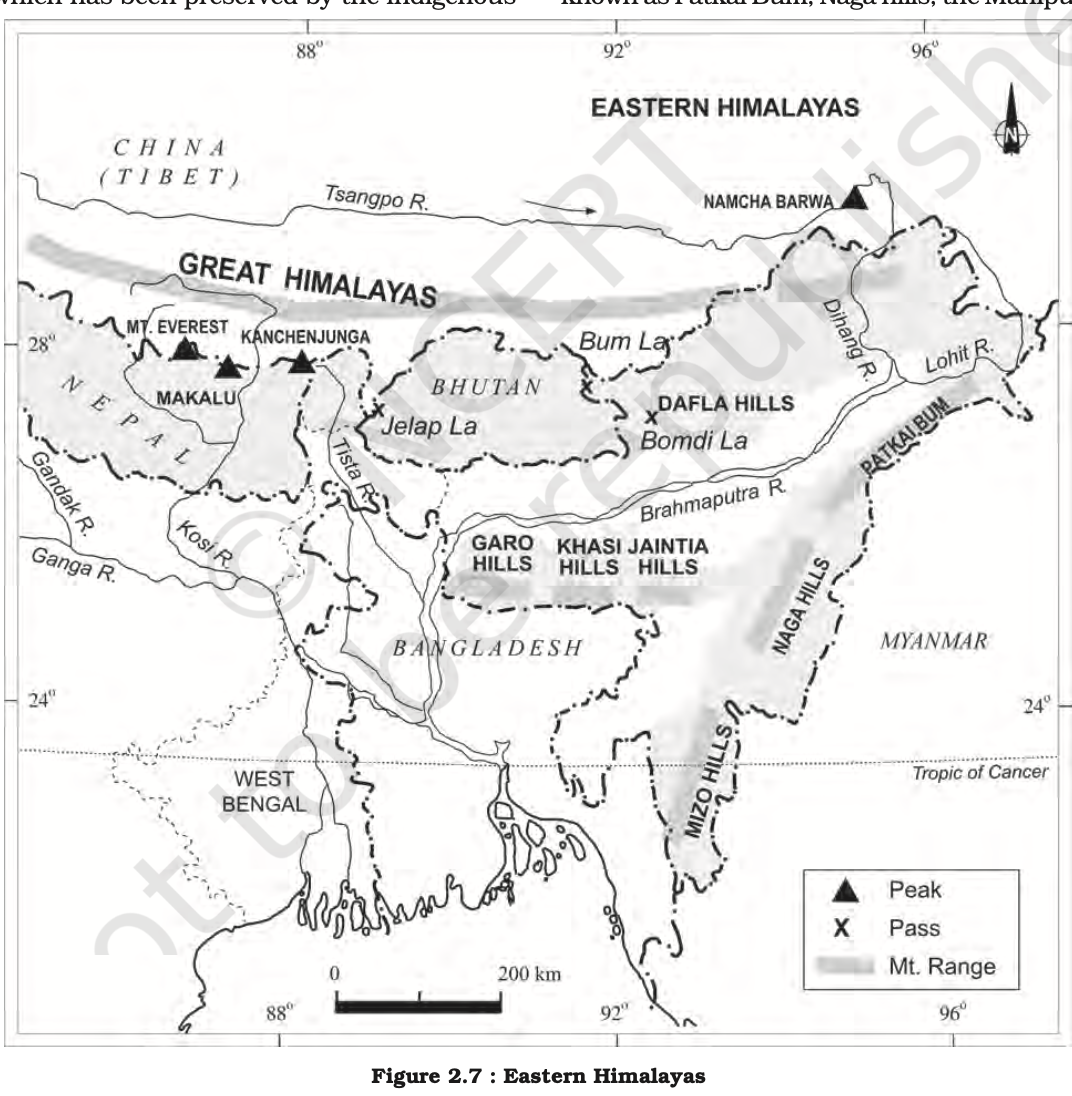 which has been preserved by the indigenous
known as Patkai Bum, Naga hills, the Manipu
88° 92° 96°
EASTERN HIMALAYAS
N
CHINA
(TIBET)
Tsangpo R.
NAMCHA BARWA
GREAT HIMALAYAS
MT. EVEREST
KANCHENJUNGA
Bum La
Dihang R.
28°
Lohit R.
MAKALU
NEPAL
BHUTAN
DAFLA HILLS
Jelap La
Bomdi La
PATKAI BUM
Tista R.
Gandak R.
Brahmaputra R.
Kosi R.
Ganga R.
GARO
HILLS
KHASI
HILLS
JAINTIA
HILLS
NAGA HILLS
BANGLADESH
MYANMAR
24° 24°
Tropic of Cancer
WEST
BENGAL
MIZO HILLS
Peak
X Pass
Mt. Range
0 200 km
88° 92° 96°
© NCERT
not to be republishe
Figure 2.7 : Eastern Himalayas